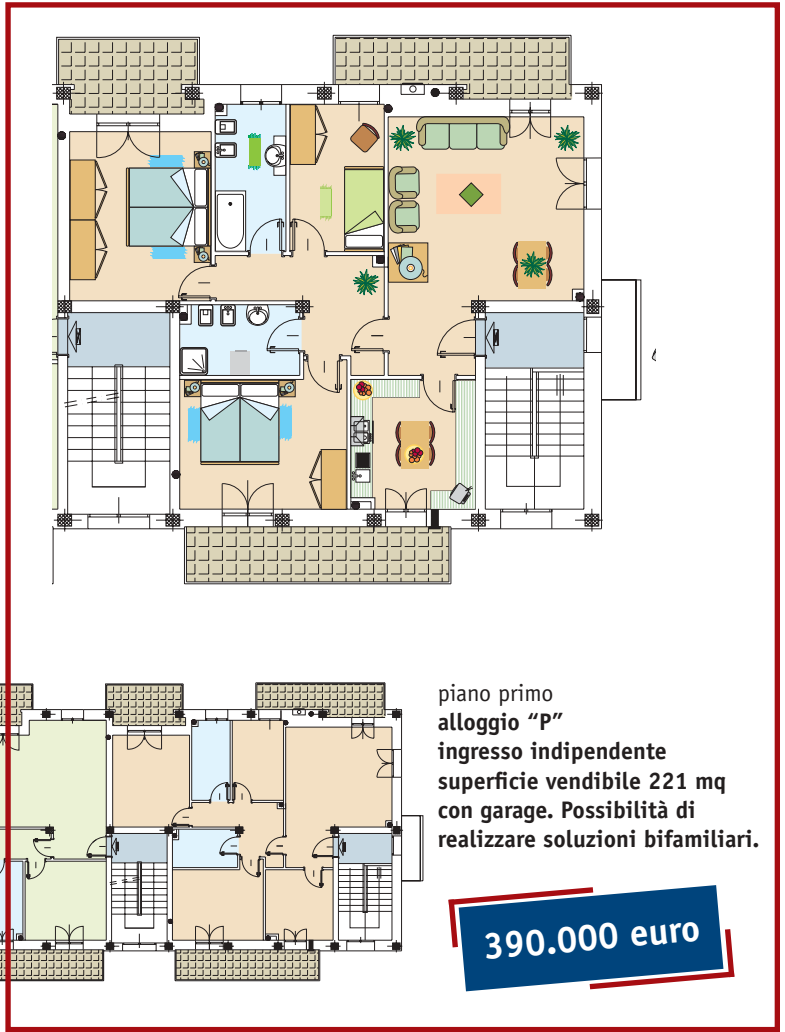 piano primo
alloggio “P”
ingresso indipendente
superficie vendibile 221 mq
con garage. Possibilità di
realizzare soluzioni bifamiliari.
390.000 euro